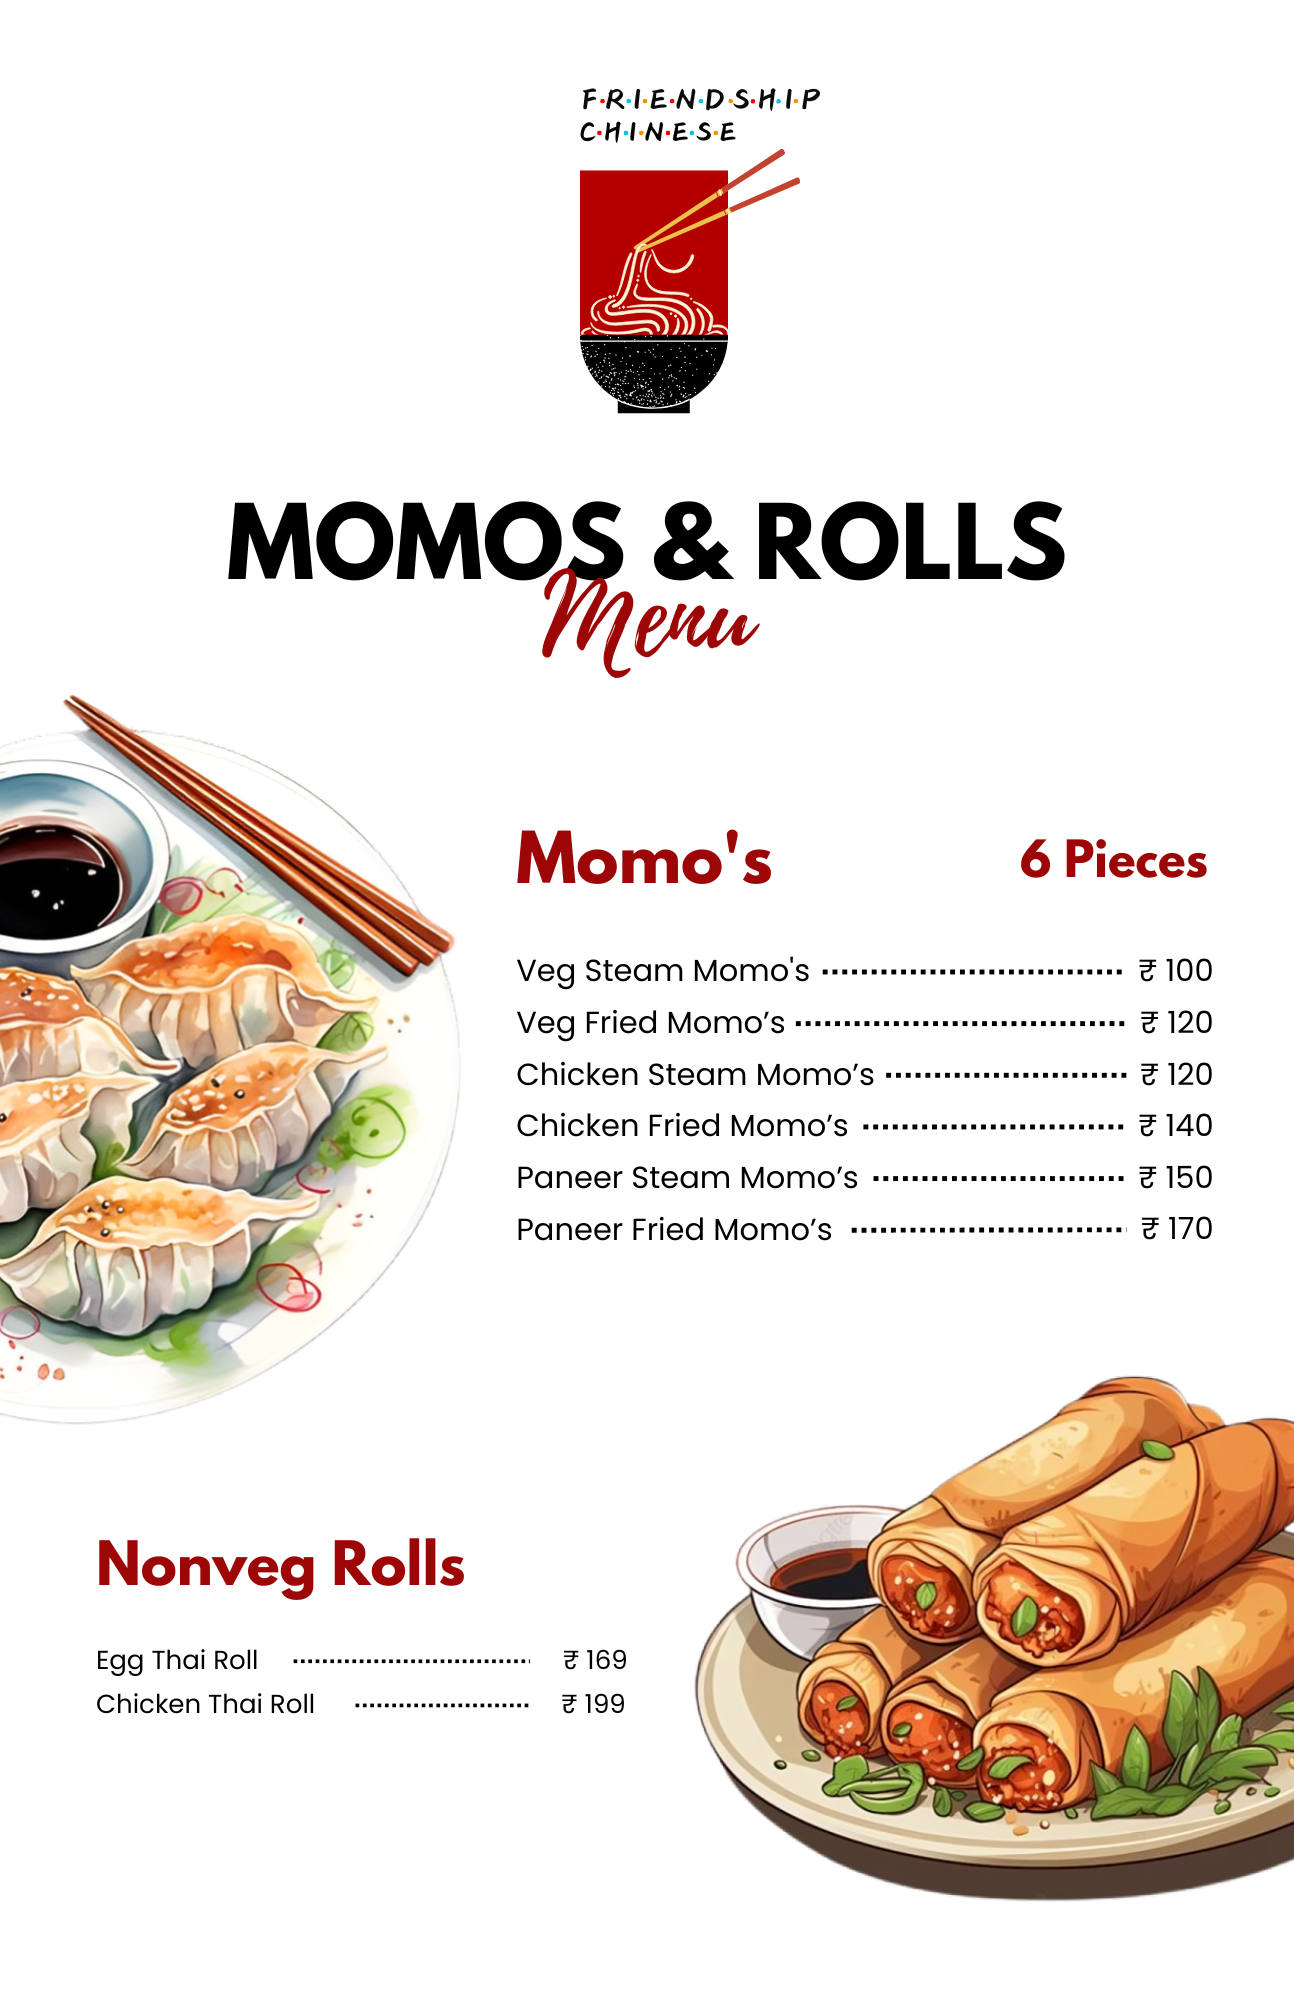 F·R·I·E·N·D·S·H·I·P
C·H·I·N·E·S·E
MOMOS & ROLLS
Menu
Momo's 6 Pieces
Veg Steam Momo's ₹ 100
Veg Fried Momo’s ₹ 120
Chicken Steam Momo’s ₹ 120
Chicken Fried Momo’s ₹ 140
Paneer Steam Momo’s ₹ 150
Paneer Fried Momo’s ₹ 170
Nonveg Rolls
Egg Thai Roll ₹ 169
Chicken Thai Roll ₹ 199